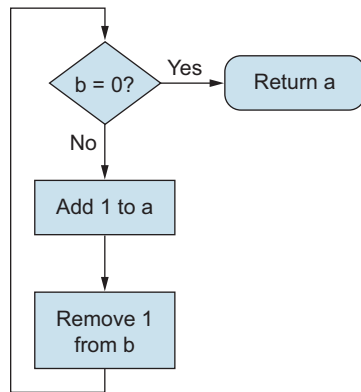 b = 0?
Yes
Return a
No
Add 1 to a
Remove 1
from b